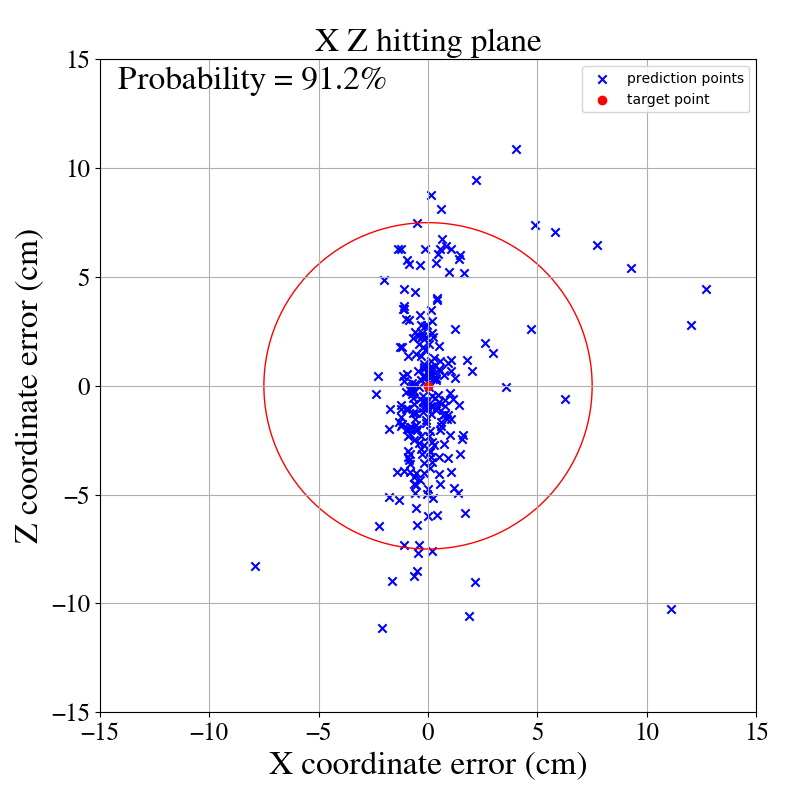 X Z hitting plane
Probability = 91.2%
prediction points
target point
Z coordinate error (cm)
15
10
5
0
−5
−10
−15
−15
−10
−5
0
5
10
15
X coordinate error (cm)